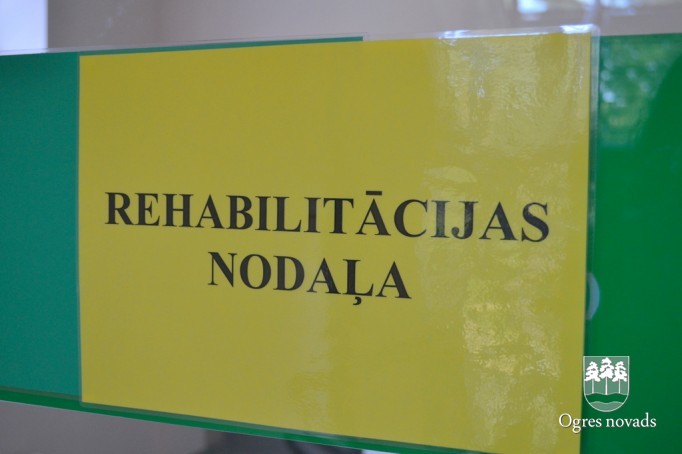 REHABILITĀCIJAS
NODAĻA
Ogres novads